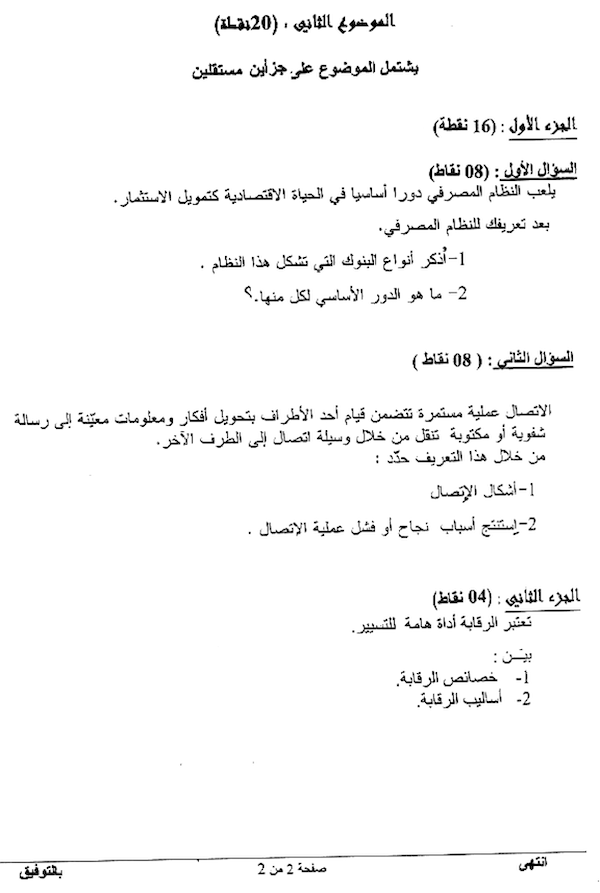 الموضوع الثاني : (20نقطة)
يشتمل الموضوع على جزأين مستقلين
الجزء الأول : (16 نقطة)
السؤال الأول : (08 نقاط)
يلعب النظام المصرفي دورا أساسيا في الحياة الاقتصادية كتمويل الاستثمار.
بعد تعريفك للنظام المصرفي.
1-أُذكر أنواع البنوك التي تشكل هذا النظام .
2- ما هو الدور الأساسي لكل منها.؟
السؤال الثاني : ( 08 نقاط )
الاتصال عملية مستمرة تتضمن قيام أحد الأطراف بتحويل أفكار ومعلومات معيّنة إلى رسالة
شفوية أو مكتوبة تنقل من خلال وسيلة اتصال إلى الطرف الآخر.
من خلال هذا التعريف حدّد :
1-أشكال الإتصال
2-إستنتج أسباب نجاح أو فشل عملية الإتصال .
الجزء الثاني : (04 نقاط)
تعتبر الرقابة أداة هامة للتسيير.
بيّـن :
1- خصائص الرقابة.
2- أساليب الرقابة.
انتهى صفحة 2 من 2 بالتوفيق